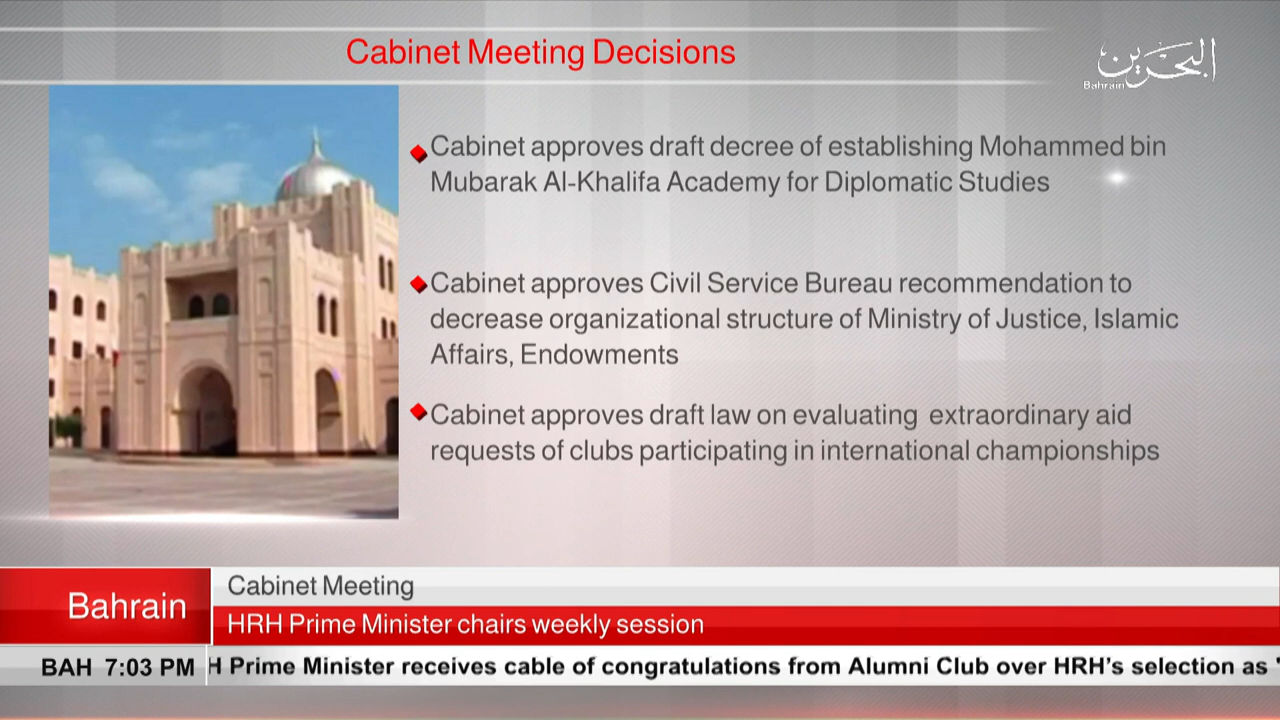 Cabinet Meeting Decisions
البحرين
Bahrain
Cabinet approves draft decree of establishing Mohammed bin
Mubarak Al-Khalifa Academy for Diplomatic Studies
Cabinet approves Civil Service Bureau recommendation to
decrease organizational structure of Ministry of Justice, Islamic
Affairs, Endowments
Cabinet approves draft law on evaluating extraordinary aid
requests of clubs participating in international championships
Bahrain
Cabinet Meeting
HRH Prime Minister chairs weekly session
BAH 7:03 PM
H Prime Minister receives cable of congratulations from Alumni Club over HRH’s selection as